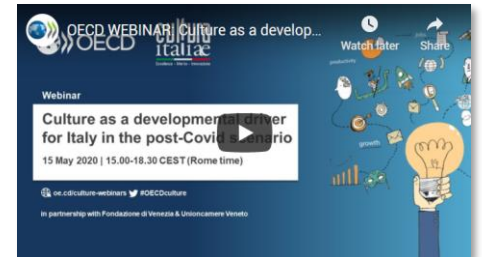 OECD WEBINAR| Culture as a develop...
Watch later
Share
OECD
cultura
italiæ
Webinar
Culture as a developmental driver
for Italy in the post-Covid scenario
15 May 2020 | 15.00-18.30 CEST (Rome time)
oe.cd/culture-webinars #OECDculture
in partnership with Fondazione di Venezia & Unioncamere Veneto
productivity
growth